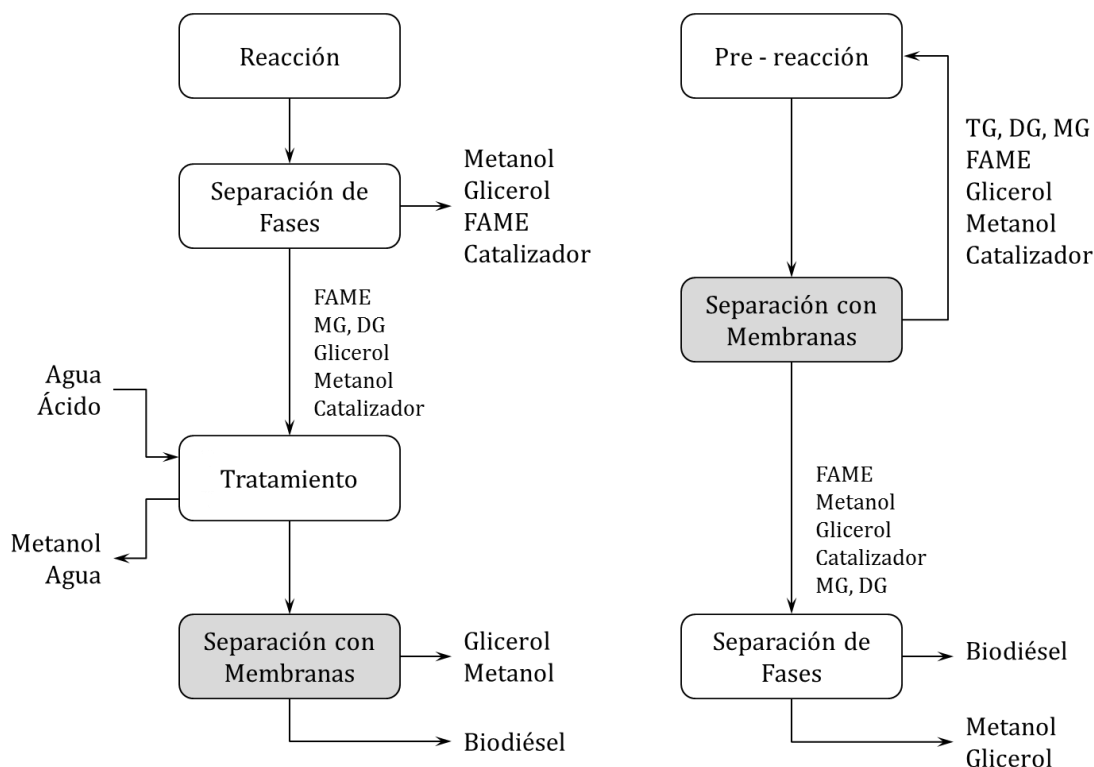 Reacción
Separación de
Fases
Metanol
Glicerol
FAME
Catalizador
FAME
MG, DG
Glicerol
Metanol
Catalizador
Agua
Ácido
Tratamiento
Metanol
Agua
Separación con
Membranas
Glicerol
Metanol
Biodiésel
Pre - reacción
TG, DG, MG
FAME
Glicerol
Metanol
Catalizador
Separación con
Membranas
FAME
Metanol
Glicerol
Catalizador
MG, DG
Separación de
Fases
Biodiésel
Metanol
Glicerol